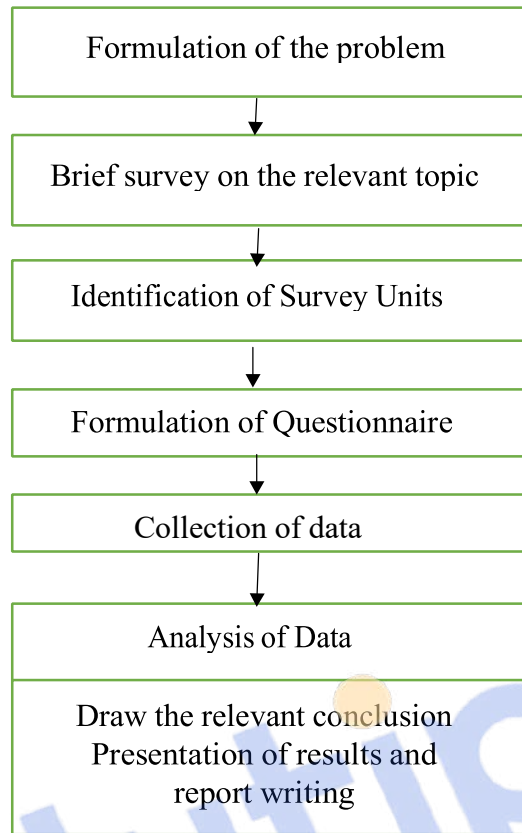 Formulation of the problem
Brief survey on the relevant topic
Identification of Survey Units
Formulation of Questionnaire
Collection of data
Analysis of Data
Draw the relevant conclusion
Presentation of results and
report writing